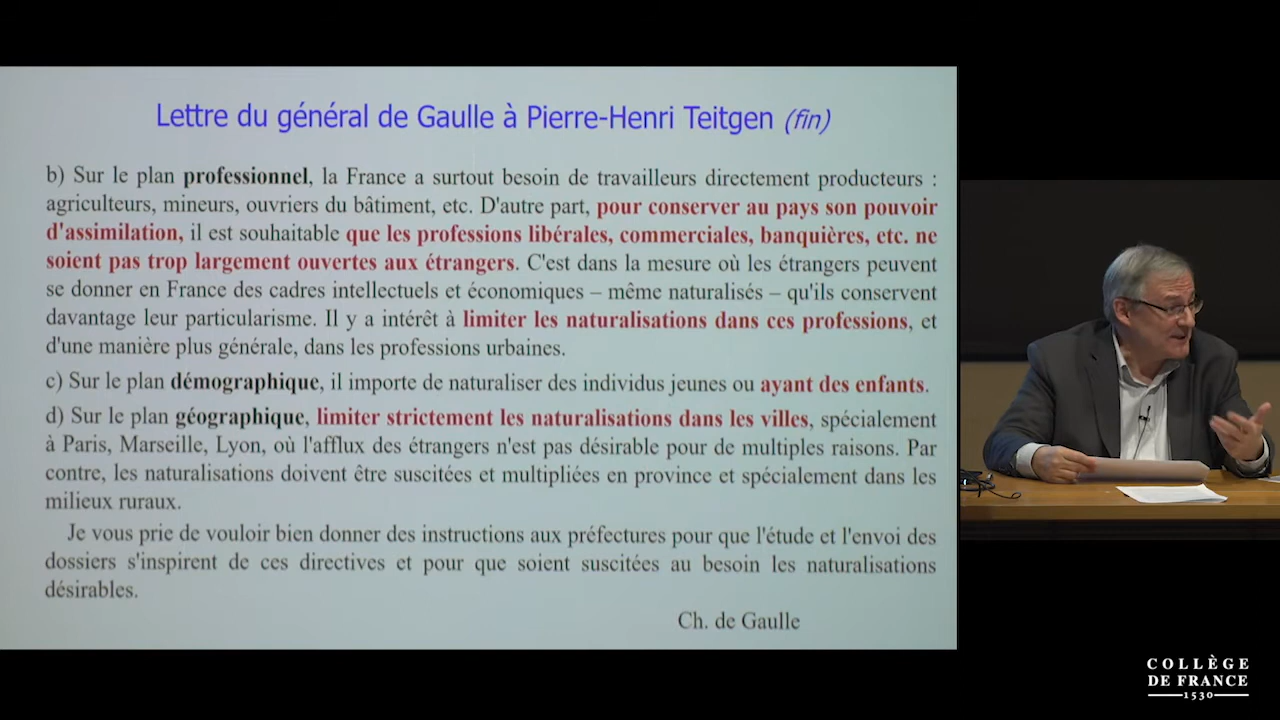 Lettre du général de Gaulle à Pierre-Henri Teitgen (fin)
b) Sur le plan professionnel, la France a surtout besoin de travailleurs directement producteurs :
agriculteurs, mineurs, ouvriers du bâtiment, etc. D'autre part, pour conserver au pays son pouvoir
d'assimilation, il est souhaitable que les professions libérales, commerciales, banquières, etc. ne
soient pas trop largement ouvertes aux étrangers. C'est dans la mesure où les étrangers peuvent
se donner en France des cadres intellectuels et économiques – même naturalisés – qu'ils conservent
davantage leur particularisme. Il y a intérêt à limiter les naturalisations dans ces professions, et
d'une manière plus générale, dans les professions urbaines.
c) Sur le plan démographique, il importe de naturaliser des individus jeunes ou ayant des enfants.
d) Sur le plan géographique, limiter strictement les naturalisations dans les villes, spécialement
à Paris, Marseille, Lyon, où l'afflux des étrangers n'est pas désirable pour de multiples raisons. Par
contre, les naturalisations doivent être suscitées et multipliées en province et spécialement dans les
milieux ruraux.
Je vous prie de vouloir bien donner des instructions aux préfectures pour que l'étude et l'envoi des
dossiers s'inspirent de ces directives et pour que soient suscitées au besoin les naturalisations
désirables.
Ch. de Gaulle
COLLÈGE
DE FRANCE
1530